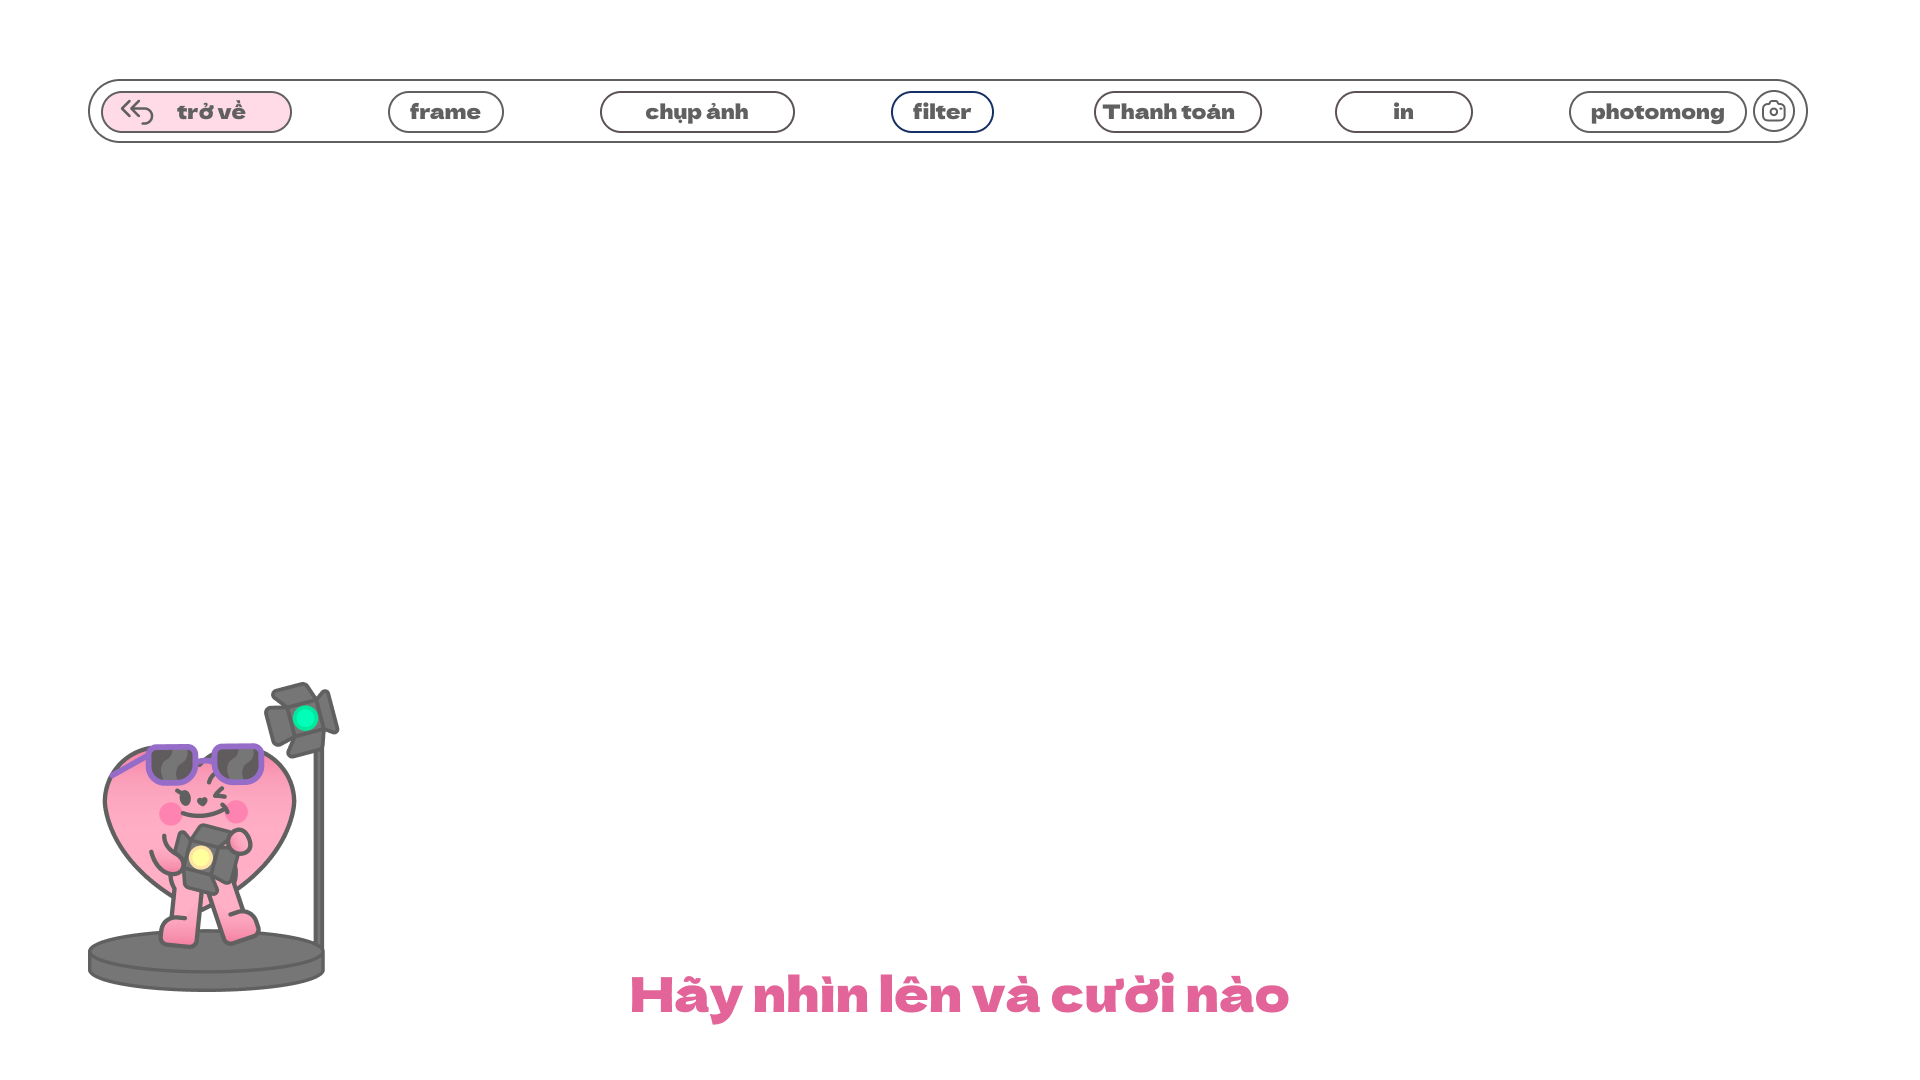 trở về
frame
chụp ảnh
filter
Thanh toán
in
photomong
Hãy nhìn lên và cười nào